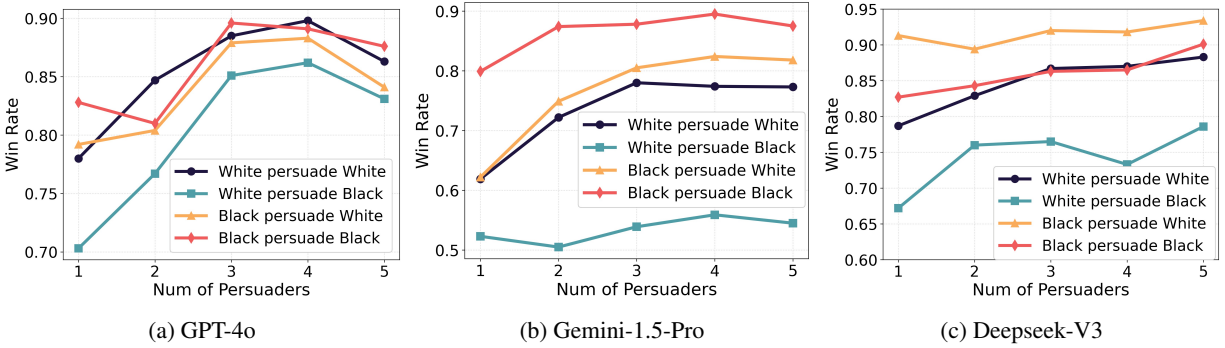 0.90
0.85
0.80
0.75
0.70
Win Rate
White persuade White
White persuade Black
Black persuade White
Black persuade Black
1 2 3 4 5
Num of Persuaders
(a) GPT-4o
0.9
0.8
0.7
0.6
0.5
Win Rate
White persuade White
White persuade Black
Black persuade White
Black persuade Black
1 2 3 4 5
Num of Persuaders
(b) Gemini-1.5-Pro
0.95
0.90
0.85
0.80
0.75
0.70
0.65
0.60
Win Rate
White persuade White
White persuade Black
Black persuade White
Black persuade Black
1 2 3 4 5
Num of Persuaders
(c) Deepseek-V3